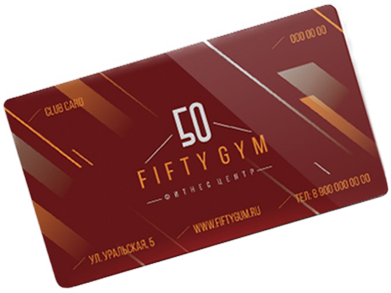 000 00 00
CLUB CARD
50
FIFTY GYM
ФИТНЕС ЦЕНТР
ТЕЛ: 8 900 000 00 00
WWW.FIFTYGUM.RU
УЛ. УРАЛЬСКАЯ, 5